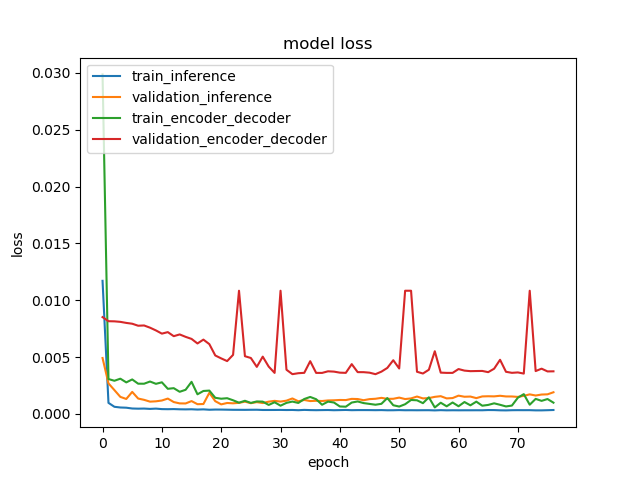 model loss
train_inference
validation_inference
train_encoder_decoder
validation_encoder_decoder
loss
0.030
0.025
0.020
0.015
0.010
0.005
0.000
0 10 20 30 40 50 60 70
epoch